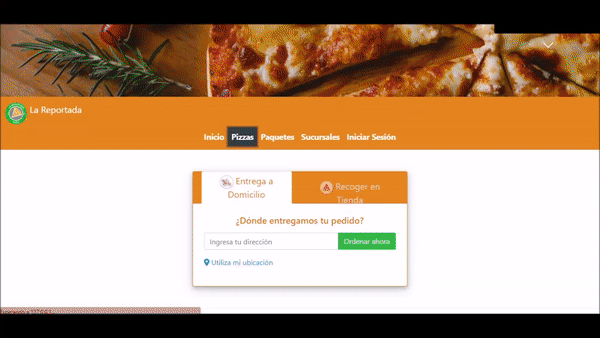 La Reportada
Inicio Pizzas Paquetes Sucursales Iniciar Sesión
Entrega a
Domicilio
Recoger en
Tienda
¿Dónde entregamos tu pedido?
Ingresa tu dirección
Ordenar ahora
Utiliza mi ubicación